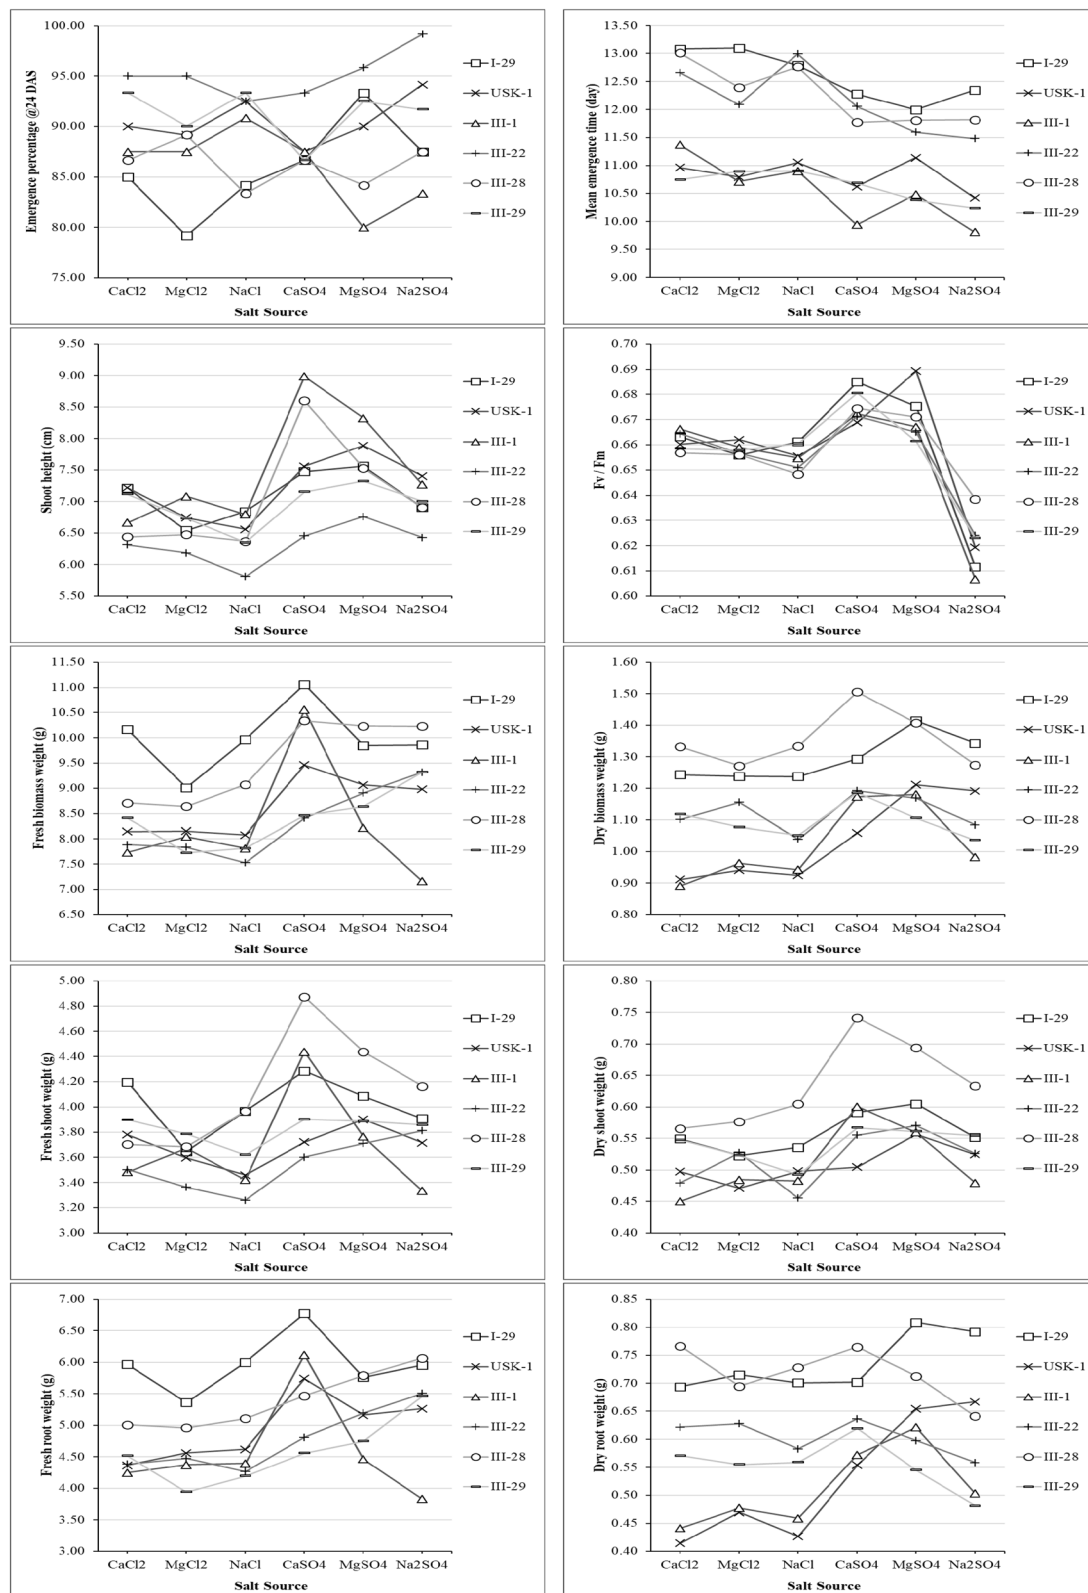 Emergence percentage @24 DAS
100.00
95.00
90.00
85.00
80.00
75.00
CaCl2 MgCl2 NaCl CaSO4 MgSO4 Na2SO4
Salt Source
I-29
USK-1
III-1
III-22
III-28
III-29
Mean emergence time (day)
13.50
13.00
12.50
12.00
11.50
11.00
10.50
10.00
9.50
9.00
CaCl2 MgCl2 NaCl CaSO4 MgSO4 Na2SO4
Salt Source
I-29
USK-1
III-1
III-22
III-28
III-29
Shoot height (cm)
9.50
9.00
8.50
8.00
7.50
7.00
6.50
6.00
5.50
CaCl2 MgCl2 NaCl CaSO4 MgSO4 Na2SO4
Salt Source
I-29
USK-1
III-1
III-22
III-28
III-29
Fv / Fm
0.70
0.69
0.68
0.67
0.66
0.65
0.64
0.63
0.62
0.61
0.60
CaCl2 MgCl2 NaCl CaSO4 MgSO4 Na2SO4
Salt Source
I-29
USK-1
III-1
III-22
III-28
III-29
Fresh biomass weight (g)
11.50
11.00
10.50
10.00
9.50
9.00
8.50
8.00
7.50
7.00
6.50
CaCl2 MgCl2 NaCl CaSO4 MgSO4 Na2SO4
Salt Source
I-29
USK-1
III-1
III-22
III-28
III-29
Dry biomass weight (g)
1.60
1.50
1.40
1.30
1.20
1.10
1.00
0.90
0.80
CaCl2 MgCl2 NaCl CaSO4 MgSO4 Na2SO4
Salt Source
I-29
USK-1
III-1
III-22
III-28
III-29
Fresh shoot weight (g)
5.00
4.80
4.60
4.40
4.20
4.00
3.80
3.60
3.40
3.20
3.00
CaCl2 MgCl2 NaCl CaSO4 MgSO4 Na2SO4
Salt Source
I-29
USK-1
III-1
III-22
III-28
III-29
Dry shoot weight (g)
0.80
0.75
0.70
0.65
0.60
0.55
0.50
0.45
0.40
CaCl2 MgCl2 NaCl CaSO4 MgSO4 Na2SO4
Salt Source
I-29
USK-1
III-1
III-22
III-28
III-29
Fresh root weight (g)
7.00
6.50
6.00
5.50
5.00
4.50
4.00
3.50
3.00
CaCl2 MgCl2 NaCl CaSO4 MgSO4 Na2SO4
Salt Source
I-29
USK-1
III-1
III-22
III-28
III-29
Dry root weight (g)
0.85
0.80
0.75
0.70
0.65
0.60
0.55
0.50
0.45
0.40
CaCl2 MgCl2 NaCl CaSO4 MgSO4 Na2SO4
Salt Source
I-29
USK-1
III-1
III-22
III-28
III-29